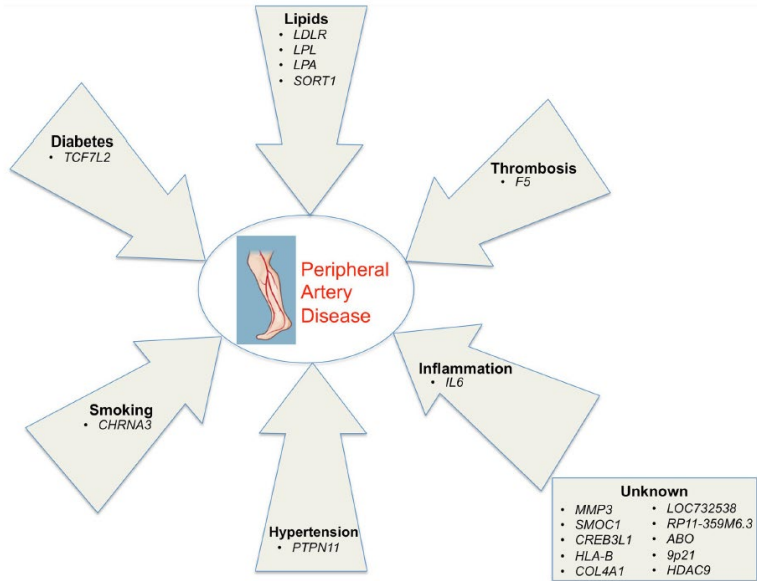 Lipids
• LDLR
• LPL
• LPA
• SORT1
Diabetes
• TCF7L2
Thrombosis
• F5
Peripheral
Artery
Disease
Inflammation
• IL6
Smoking
• CHRNA3
Hypertension
• PTPN11
Unknown
• MMP3
• SMOC1
• CREB3L1
• HLA-B
• COL4A1
• LOC732538
• RP11-359M6.3
• ABO
• 9p21
• HDAC9